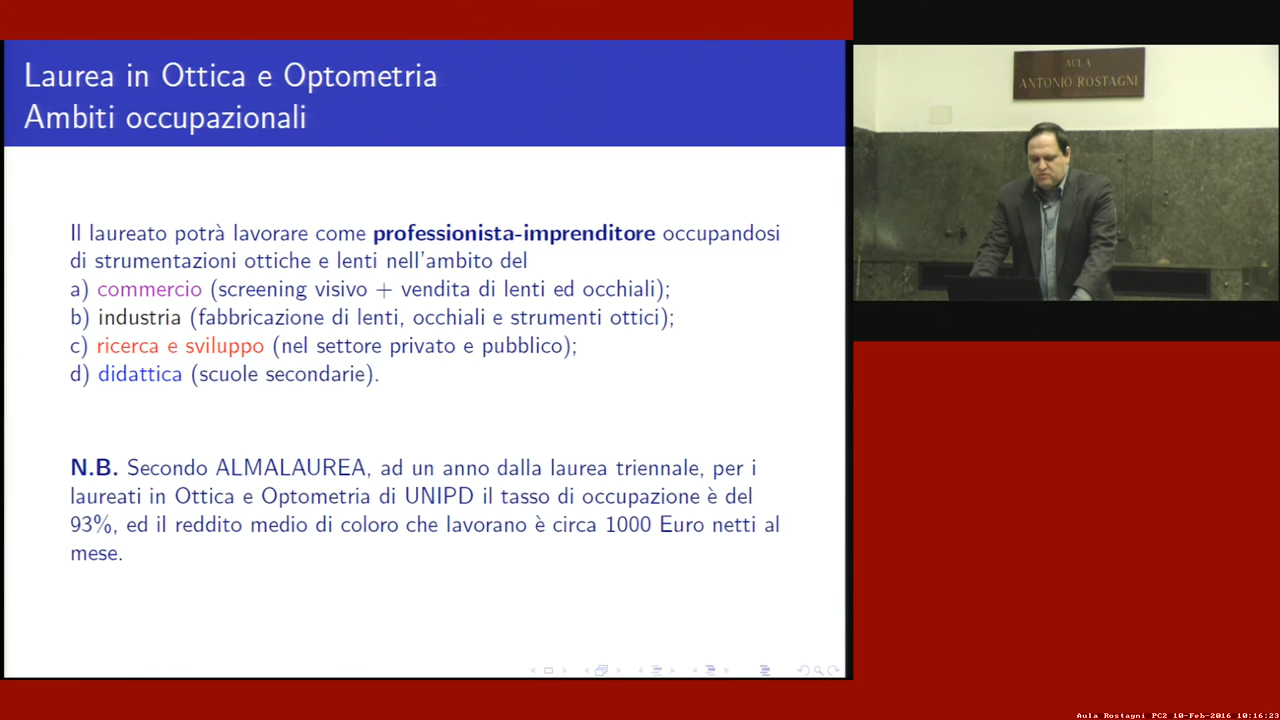 Laurea in Ottica e Optometria
Ambiti occupazionali
Il laureato potrà lavorare come professionista-imprenditore occupandosi
di strumentazioni ottiche e lenti nell'ambito del
a) commercio (screening visivo + vendita di lenti ed occhiali);
b) industria (fabbricazione di lenti, occhiali e strumenti ottici);
c) ricerca e sviluppo (nel settore privato e pubblico);
d) didattica (scuole secondarie).
N.B. Secondo ALMALAUREA, ad un anno dalla laurea triennale, per i
laureati in Ottica e Optometria di UNIPD il tasso di occupazione è del
93%, ed il reddito medio di coloro che lavorano è circa 1000 Euro netti al
mese.
AULA
ANTONIO ROSTAGNI
Aula Rostagni PC2 10-Feb-2016 10:16:23